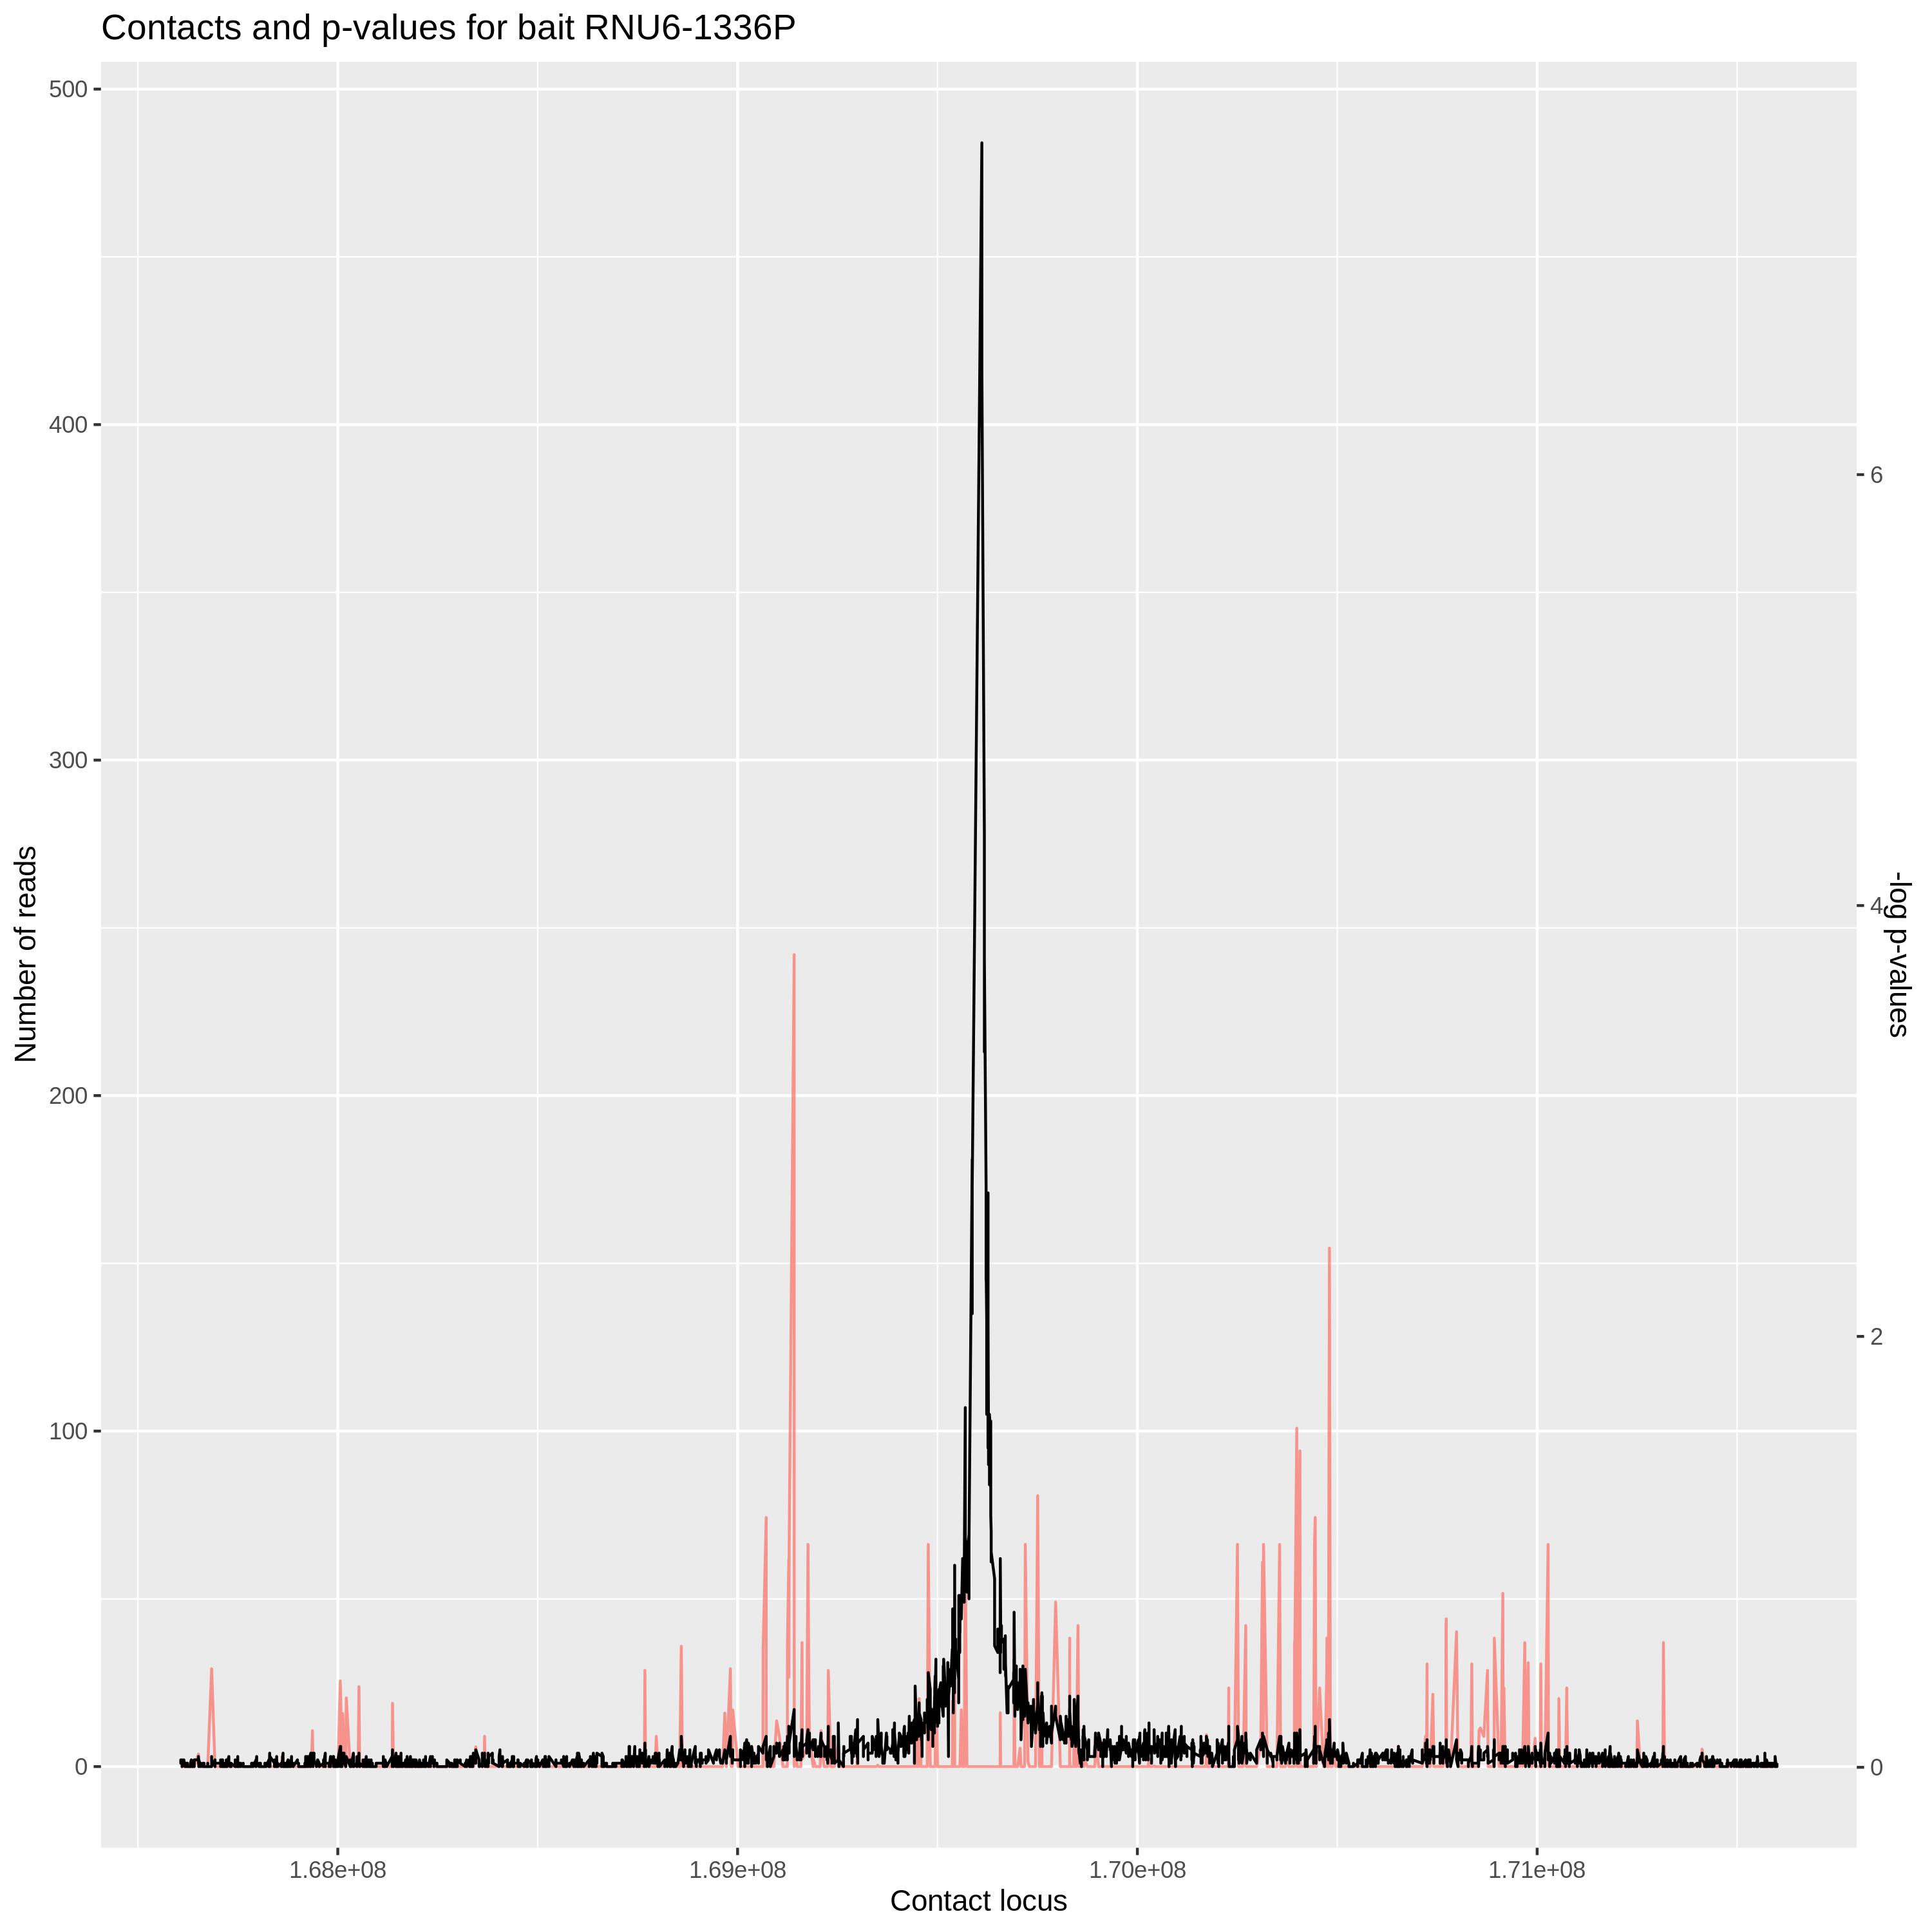 Contacts and p-values for bait RNU6-1336P
500
400
300
200
100
0
Number of reads
6
4
2
0
-log p-values
1.68e+08
1.69e+08
1.70e+08
1.71e+08
Contact locus